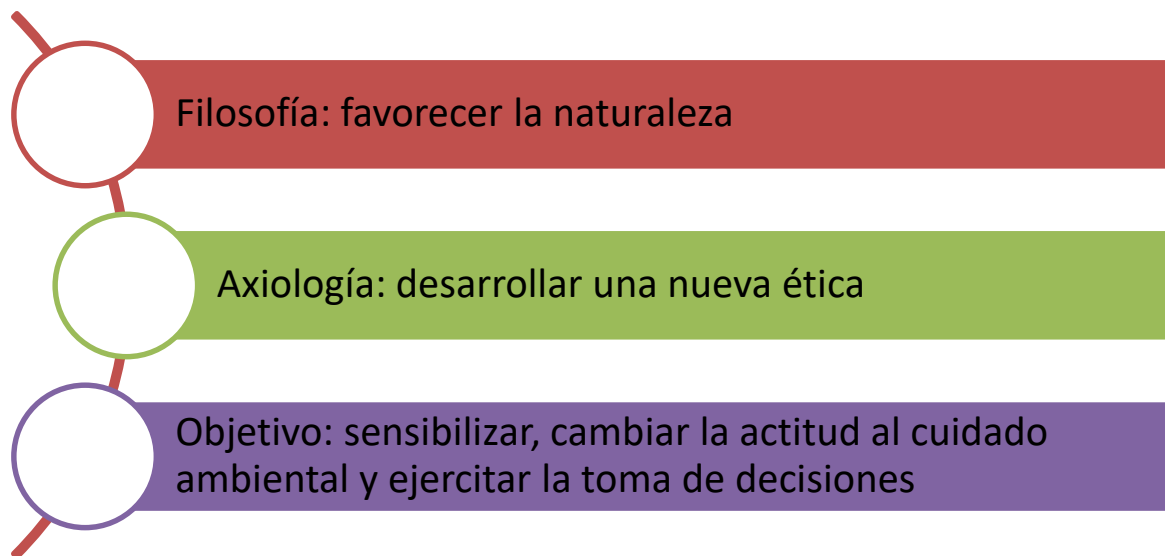 Filosofía: favorecer la naturaleza
Axiología: desarrollar una nueva ética
Objetivo: sensibilizar, cambiar la actitud al cuidado
ambiental y ejercitar la toma de decisiones